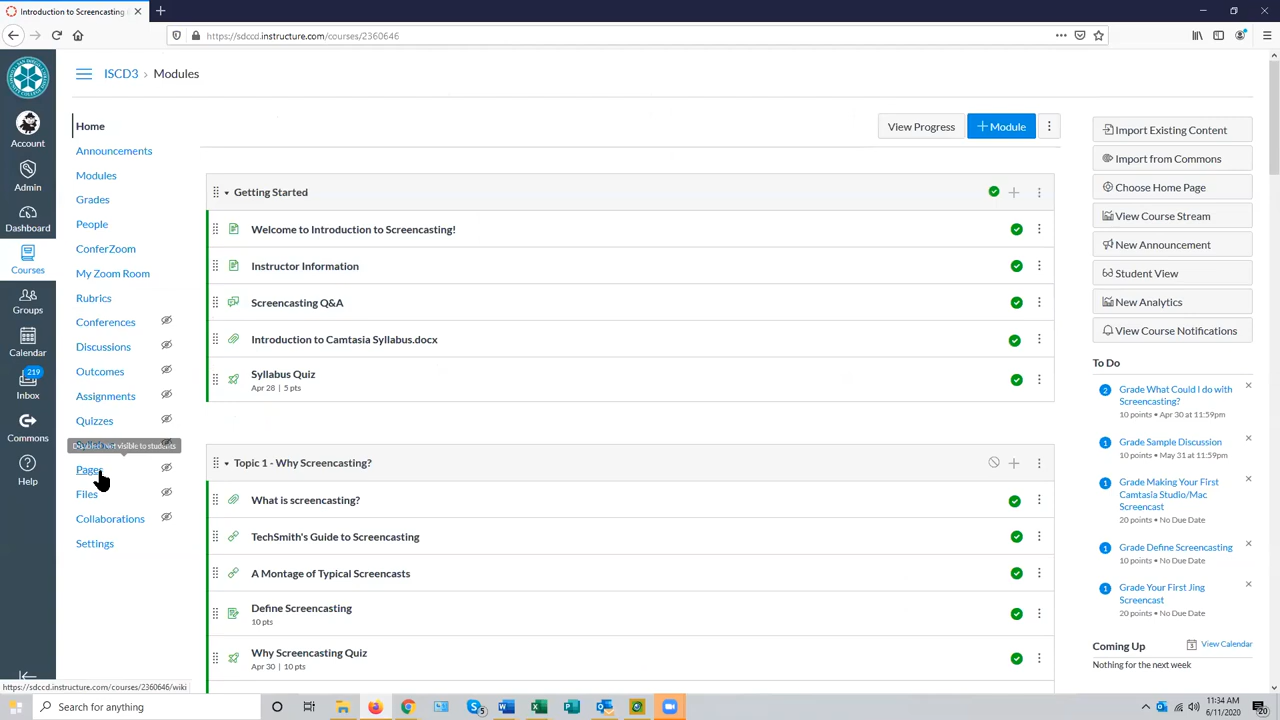 Introduction to Screencasting
https://sdccd.instructure.com/courses/2360646
ISCD3 › Modules
Account
Admin
Dashboard
Courses
Groups
Calendar
219
Inbox
Commons
Help
Home
Announcements
Modules
Grades
People
ConferZoom
My Zoom Room
Rubrics
Conferences
Discussions
Outcomes
Assignments
Quizzes
visible to students
Pages
Files
Collaborations
Settings
View Progress
+ Module
Getting Started
Welcome to Introduction to Screencasting!
Instructor Information
Screencasting Q&A
Introduction to Camtasia Syllabus.docx
Syllabus Quiz
Apr 28 | 5 pts
Topic 1 - Why Screencasting?
What is screencasting?
TechSmith's Guide to Screencasting
A Montage of Typical Screencasts
Define Screencasting
10 pts
Why Screencasting Quiz
Apr 30 | 10 pts
Import Existing Content
Import from Commons
Choose Home Page
View Course Stream
New Announcement
Student View
New Analytics
View Course Notifications
To Do
2 Grade What Could I do with
Screencasting?
10 points • Apr 30 at 11:59pm
Grade Sample Discussion
10 points • May 31 at 11:59pm
1 Grade Making Your First
Camtasia Studio/Mac
Screencast
20 points • No Due Date
1 Grade Define Screencasting
10 points • No Due Date
1 Grade Your First Jing
Screencast
20 points • No Due Date
Coming Up
View Calendar
Nothing for the next week
https://sdccd.instructure.com/courses/2360646/wiki
Search for anything
5
11:34 AM
6/11/2020
20